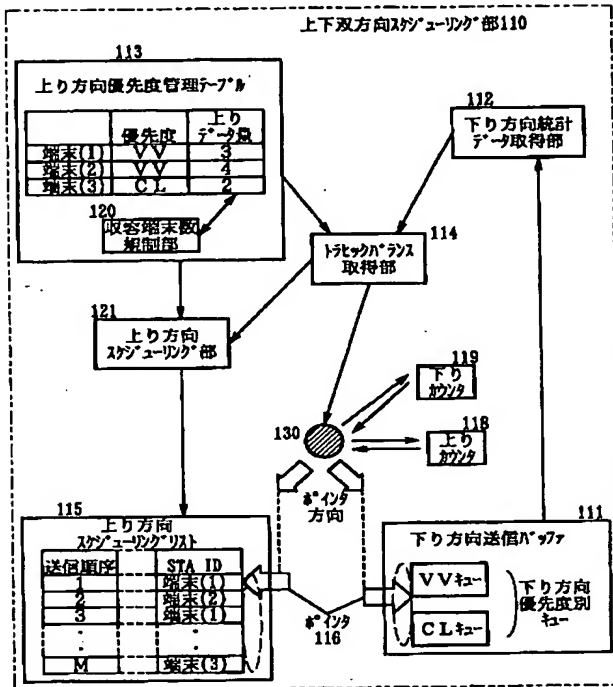 上下双方向スケジューリング部110
113
上り方向優先度管理テーブル
優先度 上りデータ量
端末(1) VV 3
端末(2) VV 4
端末(3) CL 2
120
収容端末数
規制部
112
下り方向統計
データ取得部
114
トラヒックバランス
取得部
121
上り方向
スケジューリング部
119
下り
カウンタ
130
118
上り
カウンタ
ポインタ
方向
115
上り方向
スケジューリングリスト
送信順序 STA ID
1 端末(1)
2 端末(2)
3 端末(1)
M 端末(3)
ポインタ
116
111
下り方向送信バッファ
VVキュー
CLキュー
下り方向
優先度別
キュー